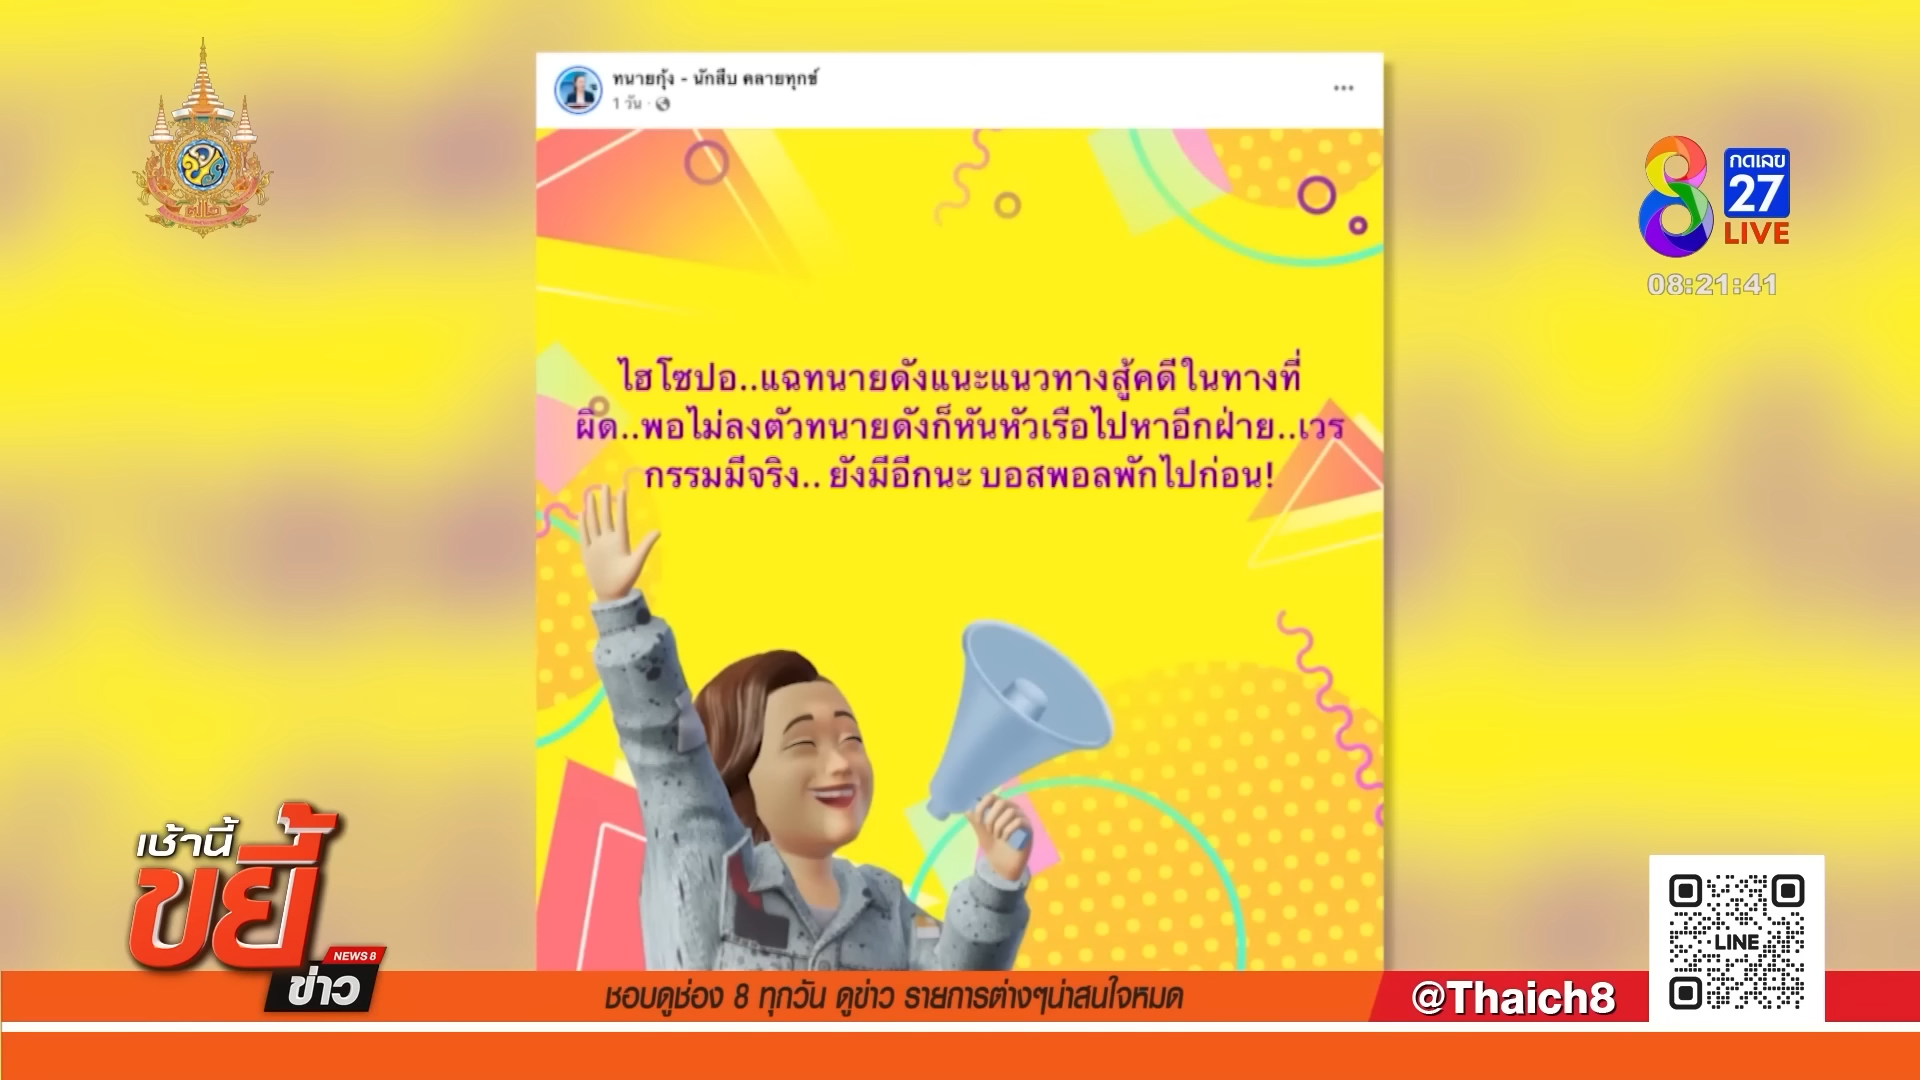 ทนายกุ้ง - นักสืบ คลายทุกข์
1 วัน
กดเลข
27
LIVE
08:21:41
ไฮโซปอ..แฉทนายดังแนะแนวทางสู้คดีในทางที่
ผิด..พอไม่ลงตัวทนายดังก็หันหัวเรือไปหาอีกฝ่าย..เวร
กรรมมีจริง.. ยังมีอีกนะ บอสพอลพักไปก่อน!
เช้านี้
ขยี้
NEWS 8
ข่าว
LINE
ชอบดูช่อง 8 ทุกวัน ดูข่าว รายการต่างๆน่าสนใจหมด
@Thaich8